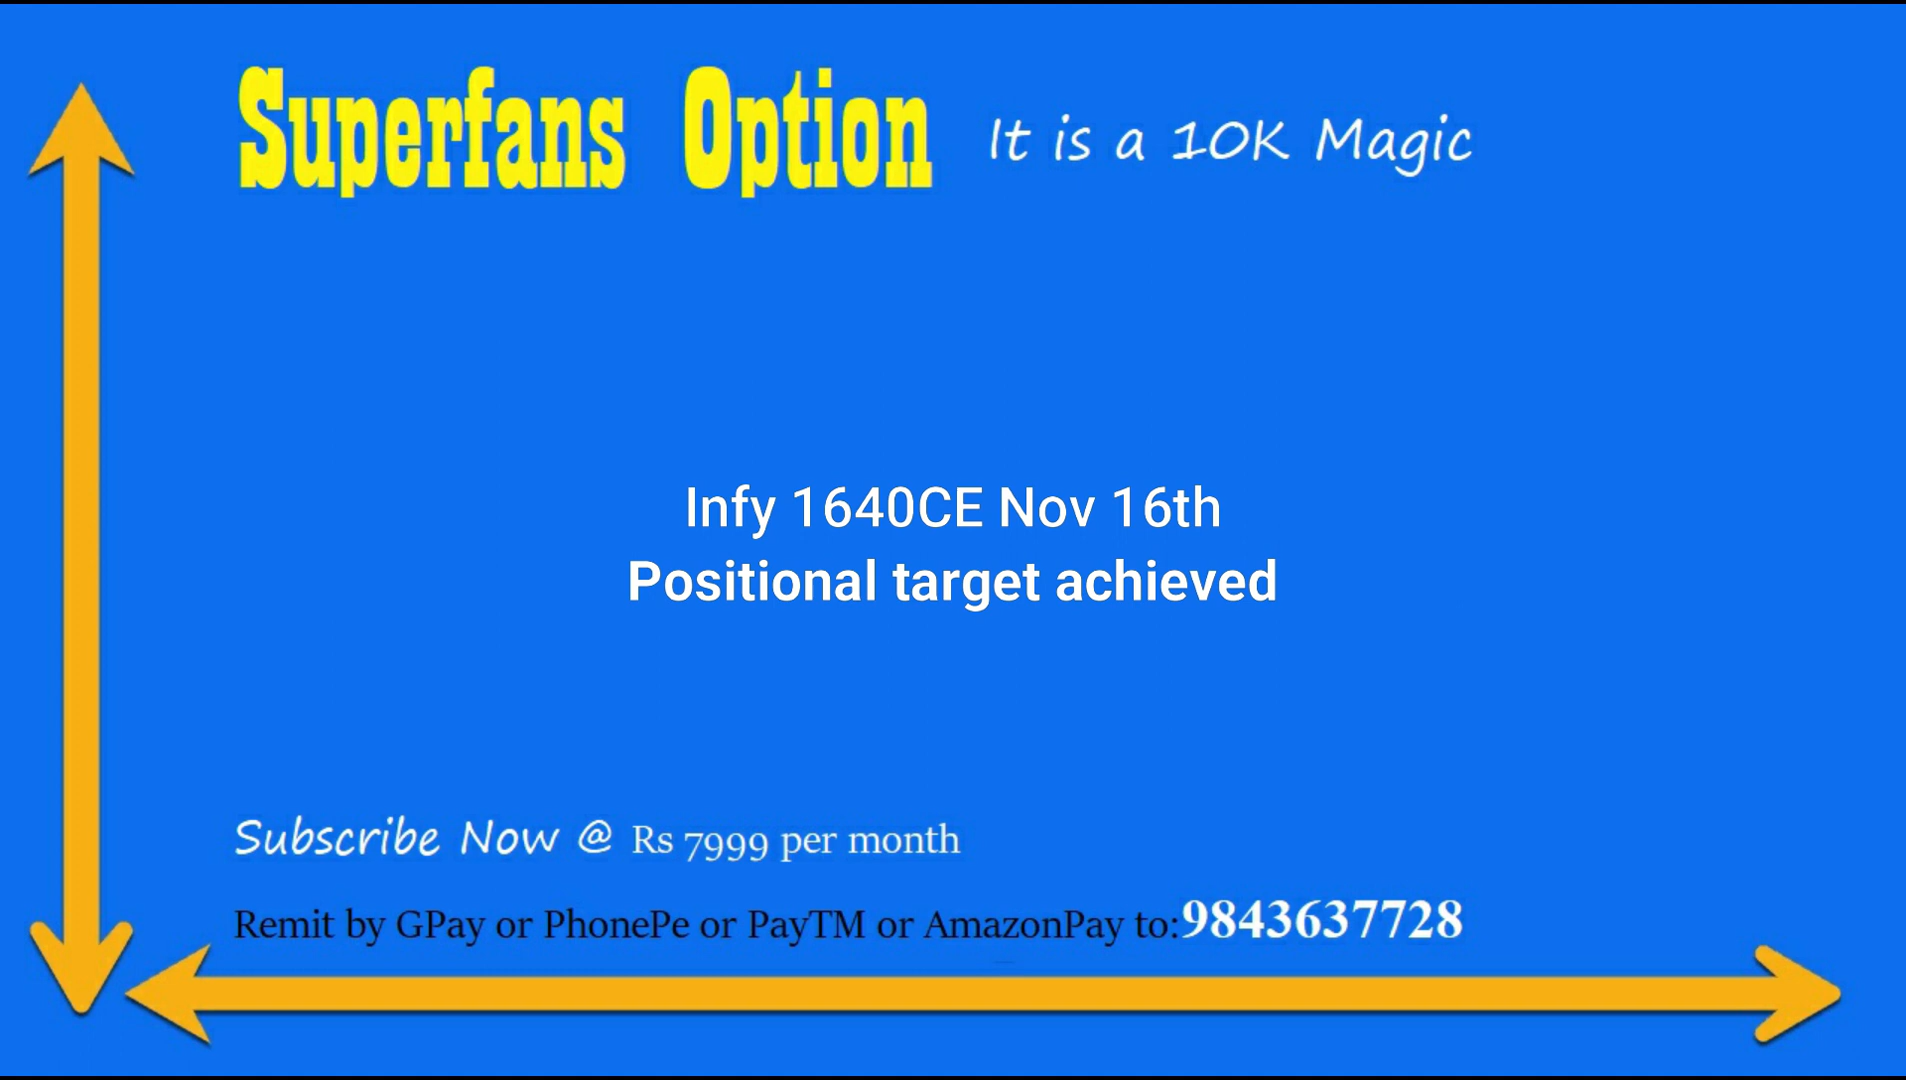 Superfans Option It is a 10K Magic
Infy 1640CE Nov 16th
Positional target achieved
Subscribe Now @ Rs 7999 per month
Remit by GPay or PhonePe or PayTM or AmazonPay to:9843637728